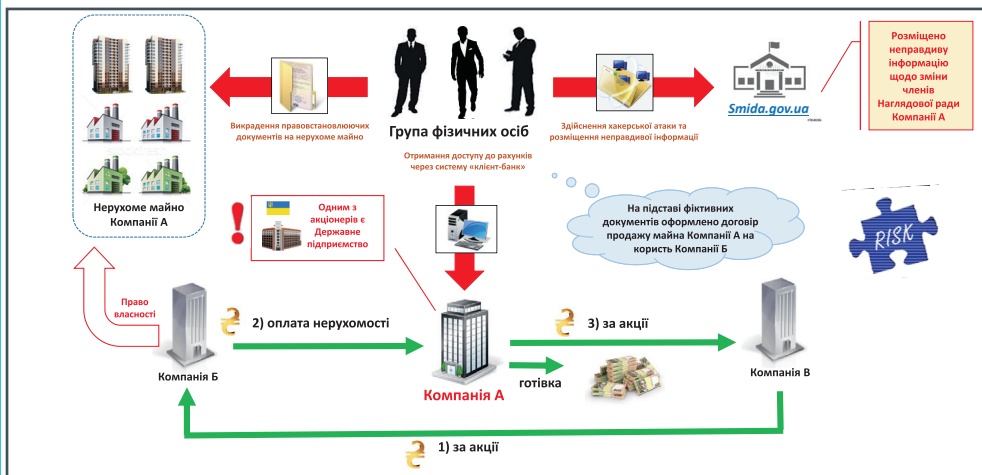 Розміщено
неправдиву
інформацію
щодо зміни
членів
Наглядової ради
Компанії А
Smida.gov.ua
Викрадення правовстановлюючих
документів на нерухоме майно
Група фізичних осіб
Здійснення хакерської атаки та
розміщення неправдивої інформації
Отримання доступу до рахунків
через систему «клієнт-банк»
Нерухоме майно
Компанії А
Одним з
акціонерів є
Державне
підприємство
На підставі фіктивних
документів оформлено договір
продажу майна Компанії А на
користь Компанії Б
RISK
Право
власності
2) оплата нерухомості
3) за акції
Компанія Б
готівка
Компанія В
Компанія А
1) за акції